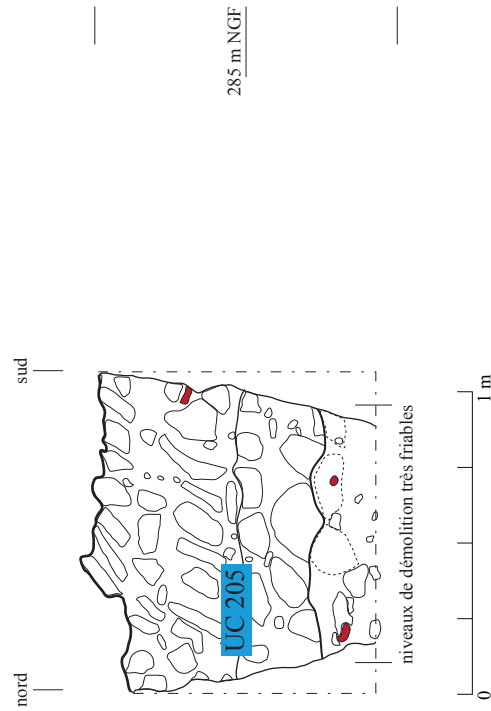 nord
sud
285 m NGF
UC 205
niveaux de démolition très friables
0
1 m